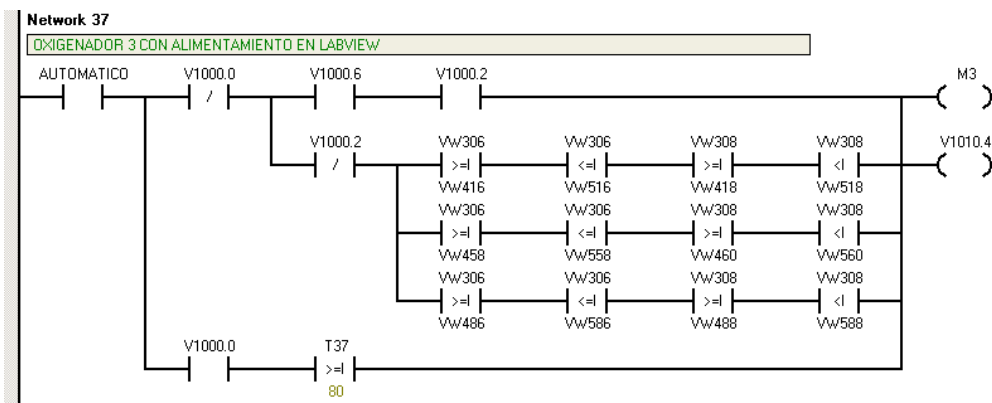 Network 37
OXIGENADOR 3 CON ALIMENTAMIENTO EN LABVIEW
AUTOMATICO V1000.0 V1000.6 V1000.2 M3
/
V1000.2 VW306 VW306 VW308 VW308 V1010.4
/ >=I <=I >=I <I
VW416 VW516 VW418 VW518
VW306 VW306 VW308 VW308
>=I <=I >=I <I
VW458 VW558 VW460 VW560
VW306 VW306 VW308 VW308
>=I <=I >=I <I
VW486 VW586 VW488 VW588
V1000.0 T37
>=I
80